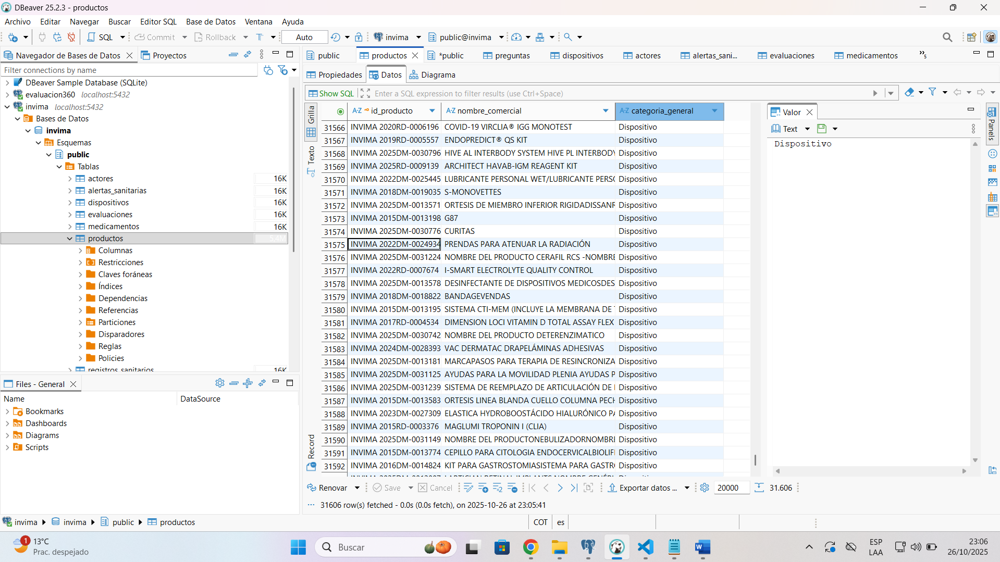 DBeaver 25.2.3 - productos
Archivo Editar Navegar Buscar Editor SQL Base de Datos Ventana Ayuda
SQL Commit Rollback T Auto invima public@invima
Navegador de Bases de Datos Proyectos
public productos *public preguntas dispositivos actores alertas_sani... evaluaciones medicamentos »5
Filter connections by name
Propiedades Datos Diagrama
DBeaver Sample Database (SQLite)
evaluacion360 localhost:5432
invima localhost:5432
Bases de Datos
invima
Esquemas
public
Tablas
actores 16K
alertas_sanitarias 16K
dispositivos 16K
evaluaciones 16K
medicamentos 16K
productos 5,4M
Columnas
Restricciones
Claves foráneas
Índices
Dependencias
Referencias
Particiones
Disparadores
Reglas
Policies
registros_sanitarios 16K
Show SQL Enter a SQL expression to filter results (use Ctrl+Space)
Grilla
Texto
Record
id_producto nombre_comercial categoria_general
31566 INVIMA 2020RD-0006196 COVID-19 VIRCLIA® IGG MONOTEST Dispositivo
31567 INVIMA 2019RD-0005557 ENDOPREDICT® QS KIT Dispositivo
31568 INVIMA 2025DM-0030796 HIVE AL INTERBODY SYSTEM HIVE PL INTERBODY Dispositivo
31569 INVIMA 2025RD-0009139 ARCHITECT HAVAB-IGM REAGENT KIT Dispositivo
31570 INVIMA 2022DM-0025445 LUBRICANTE PERSONAL WET/LUBRICANTE PERSO Dispositivo
31571 INVIMA 2018DM-0019035 S-MONOVETTES Dispositivo
31572 INVIMA 2025DM-0013571 ORTESIS DE MIEMBRO INFERIOR RIGIDADISSANF Dispositivo
31573 INVIMA 2015DM-0013198 G87 Dispositivo
31574 INVIMA 2025DM-0030776 CURITAS Dispositivo
31575 INVIMA 2022DM-0024934 PRENDAS PARA ATENUAR LA RADIACIÓN Dispositivo
31576 INVIMA 2025DM-0031224 NOMBRE DEL PRODUCTO CERAFIL RCS -NOMBRE Dispositivo
31577 INVIMA 2022RD-0007674 I-SMART ELECTROLYTE QUALITY CONTROL Dispositivo
31578 INVIMA 2025DM-0013578 DESINFECTANTE DE DISPOSITIVOS MEDICOSDES Dispositivo
31579 INVIMA 2018DM-0018822 BANDAGEVENDAS Dispositivo
31580 INVIMA 2015DM-0013195 SISTEMA CTI-MEM (INCLUYE LA MEMBRANA DE Dispositivo
31581 INVIMA 2017RD-0004534 DIMENSION LOCI VITAMIN D TOTAL ASSAY FLEX Dispositivo
31582 INVIMA 2025DM-0030742 NOMBRE DEL PRODUCTO DETERENZIMATICO Dispositivo
31583 INVIMA 2024DM-0028393 VAC DERMATAC DRAPELÁMINAS ADHESIVAS Dispositivo
31584 INVIMA 2025DM-0013181 MARCAPASOS PARA TERAPIA DE RESINCRONIZA Dispositivo
31585 INVIMA 2025DM-0031125 AYUDAS PARA LA MOVILIDAD PLENIA AYUDAS P Dispositivo
31586 INVIMA 2025DM-0031239 SISTEMA DE REEMPLAZO DE ARTICULACIÓN DE Dispositivo
31587 INVIMA 2015DM-0013583 ORTESIS LINEA BLANDA CUELLO COLUMNA PECH Dispositivo
31588 INVIMA 2023DM-0027309 ELASTICA HYDROBOOSTÁCIDO HIALURÓNICO PA Dispositivo
31589 INVIMA 2015RD-0003376 MAGLUMI TROPONIN I (CLIA) Dispositivo
31590 INVIMA 2025DM-0031149 NOMBRE DEL PRODUCTONEBULIZADORNOMBRE Dispositivo
31591 INVIMA 2015DM-0013774 CEPILLO PARA CITOLOGIA ENDOCERVICALBIOLIF Dispositivo
31592 INVIMA 2016DM-0014824 KIT PARA GASTROSTOMIASISTEMA PARA GASTR Dispositivo
Valor
Text
Dispositivo
Panels
Files - General
Name DataSource
Bookmarks
Dashboards
Diagrams
Scripts
Renovar Save Cancel Exportar datos ... 20000 31.606
31606 row(s) fetched - 0.0s (0.0s fetch), on 2025-10-26 at 23:05:41
invima invima public productos COT es
1 13°C
Prac. despejado
Buscar
ESP
LAA
23:06
26/10/2025